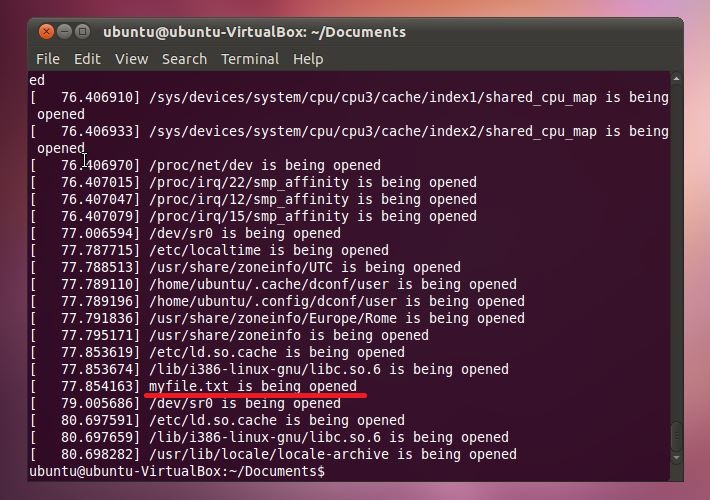 ubuntu@ubuntu-VirtualBox: ~/Documents
File Edit View Search Terminal Help
ed
[   76.406910] /sys/devices/system/cpu/cpu3/cache/index1/shared_cpu_map is being
 opened
[   76.406933] /sys/devices/system/cpu/cpu3/cache/index2/shared_cpu_map is being
 opened
[   76.406970] /proc/net/dev is being opened
[   76.407015] /proc/irq/22/smp_affinity is being opened
[   76.407047] /proc/irq/12/smp_affinity is being opened
[   76.407079] /proc/irq/15/smp_affinity is being opened
[   77.006594] /dev/sr0 is being opened
[   77.787715] /etc/localtime is being opened
[   77.788513] /usr/share/zoneinfo/UTC is being opened
[   77.789110] /home/ubuntu/.cache/dconf/user is being opened
[   77.789196] /home/ubuntu/.config/dconf/user is being opened
[   77.791836] /usr/share/zoneinfo/Europe/Rome is being opened
[   77.795171] /usr/share/zoneinfo is being opened
[   77.853619] /etc/ld.so.cache is being opened
[   77.853674] /lib/i386-linux-gnu/libc.so.6 is being opened
[   77.854163] myfile.txt is being opened
[   79.005686] /dev/sr0 is being opened
[   80.697591] /etc/ld.so.cache is being opened
[   80.697659] /lib/i386-linux-gnu/libc.so.6 is being opened
[   80.698282] /usr/lib/locale/locale-archive is being opened
ubuntu@ubuntu-VirtualBox:~/Documents$